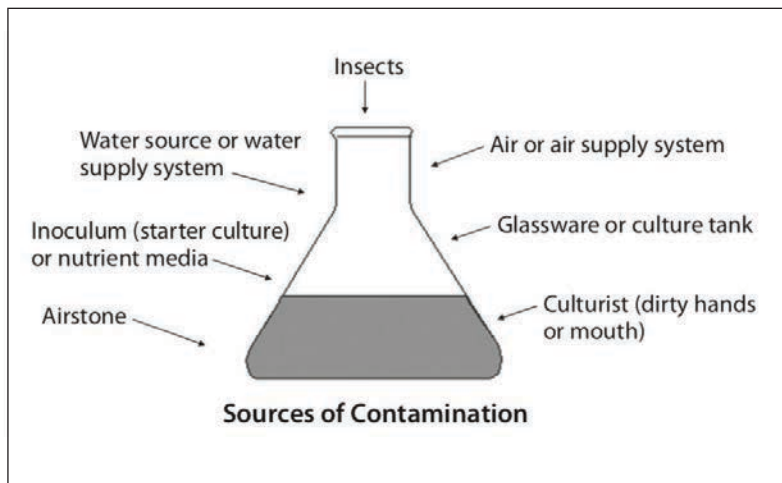 Insects
Water source or water
supply system
Air or air supply system
Inoculum (starter culture)
or nutrient media
Glassware or culture tank
Airstone
Culturist (dirty hands
or mouth)
Sources of Contamination